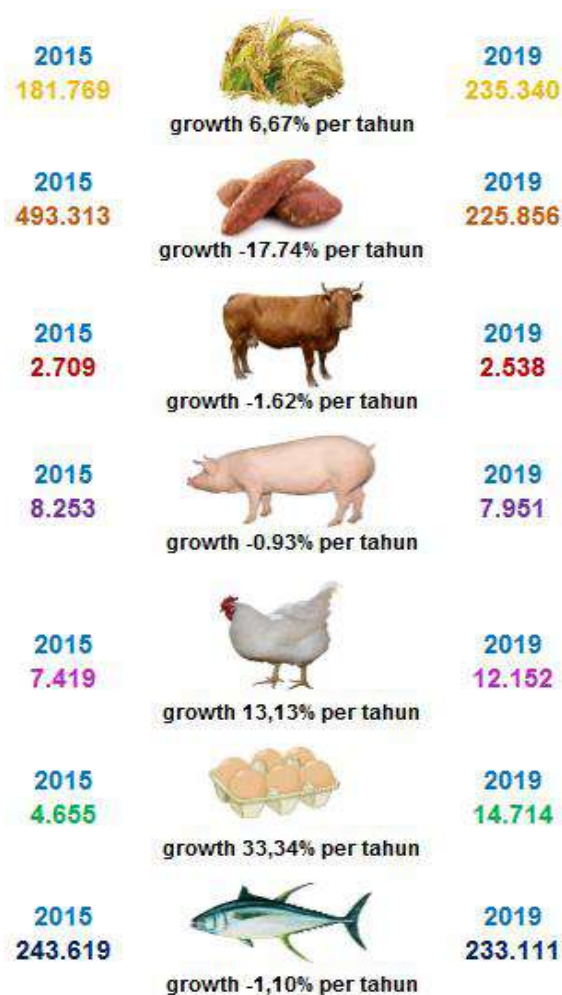 2015 2019
181.769 235.340
growth 6,67% per tahun
2015 2019
493.313 225.856
growth -17.74% per tahun
2015 2019
2.709 2.538
growth -1.62% per tahun
2015 2019
8.253 7.951
growth -0.93% per tahun
2015 2019
7.419 12.152
growth 13,13% per tahun
2015 2019
4.655 14.714
growth 33,34% per tahun
2015 2019
243.619 233.111
growth -1,10% per tahun